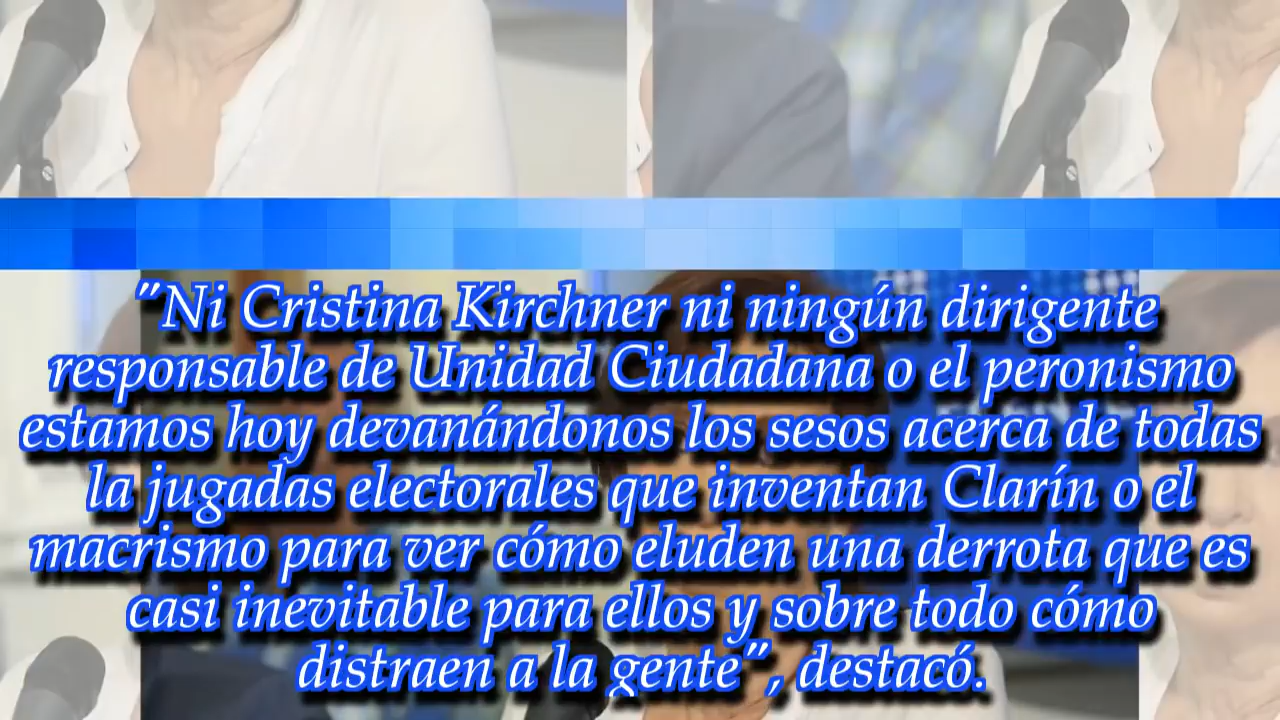 "Ni Cristina Kirchner ni ningún dirigente
responsable de Unidad Ciudadana o el peronismo
estamos hoy devanándonos los sesos acerca de todas
la jugadas electorales que inventan Clarín o el
macrismo para ver cómo eluden una derrota que es
casi inevitable para ellos y sobre todo cómo
distraen a la gente", destacó.